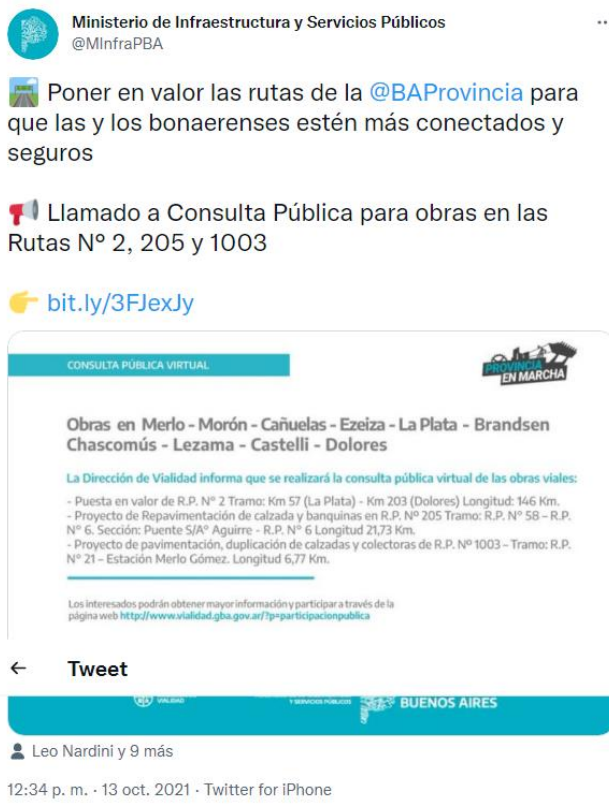 Ministerio de Infraestructura y Servicios Públicos
@MInfraPBA
Poner en valor las rutas de la @BAProvincia para
que las y los bonaerenses estén más conectados y
seguros
Llamado a Consulta Pública para obras en las
Rutas N° 2, 205 y 1003
bit.ly/3FJexJy
CONSULTA PÚBLICA VIRTUAL
PROVINCIA
EN MARCHA
Obras en Merlo - Morón - Cañuelas - Ezeiza - La Plata - Brandsen
Chascomús - Lezama - Castelli - Dolores
La Dirección de Vialidad informa que se realizará la consulta pública virtual de las obras viales:
- Puesta en valor de R.P. N° 2 Tramo: Km 57 (La Plata) - Km 203 (Dolores) Longitud: 146 Km.
- Proyecto de Repavimentación de calzada y banquinas en R.P. N° 205 Tramo: R.P. N° 58 – R.P.
N° 6. Sección: Puente S/A° Aguirre - R.P. N° 6 Longitud 21,73 Km.
- Proyecto de pavimentación, duplicación de calzadas y colectoras de R.P. Nº 1003 – Tramo: R.P.
N° 21 – Estación Merlo Gómez. Longitud 6,77 Km.
Los interesados podrán obtener mayor información y participar a través de la
página web http://www.vialidad.gba.gov.ar/?p=participacionpublica
← Tweet
VIALIDAD
Y SERVICIOS PÚBLICOS
BUENOS AIRES
Leo Nardini y 9 más
12:34 p. m. · 13 oct. 2021 · Twitter for iPhone